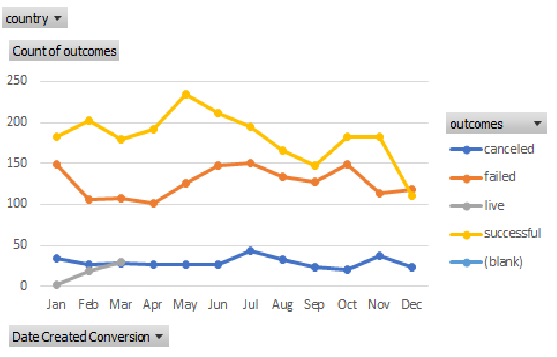 country
Count of outcomes
250
200
150
100
50
0
Jan Feb Mar Apr May Jun Jul Aug Sep Oct Nov Dec
outcomes
canceled
failed
live
successful
(blank)
Date Created Conversion